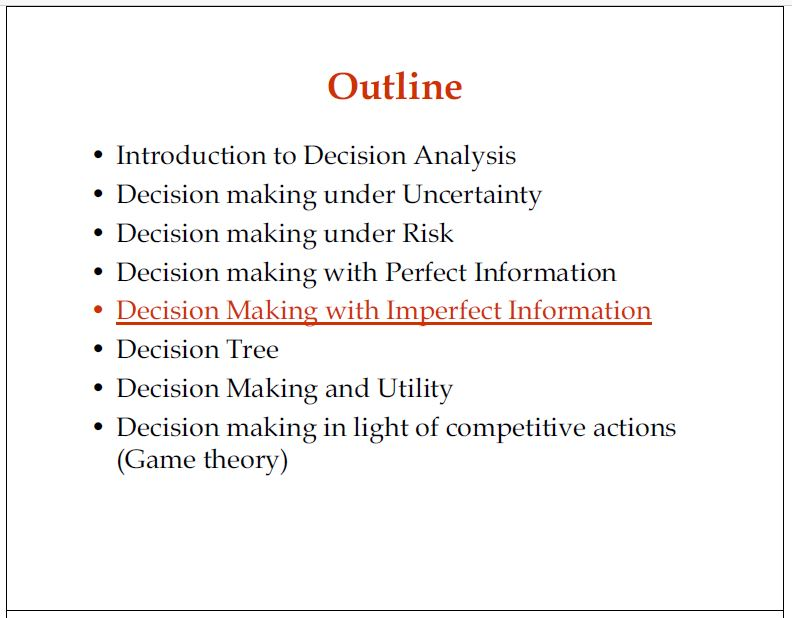 Outline
• Introduction to Decision Analysis
• Decision making under Uncertainty
• Decision making under Risk
• Decision making with Perfect Information
• Decision Making with Imperfect Information
• Decision Tree
• Decision Making and Utility
• Decision making in light of competitive actions
(Game theory)